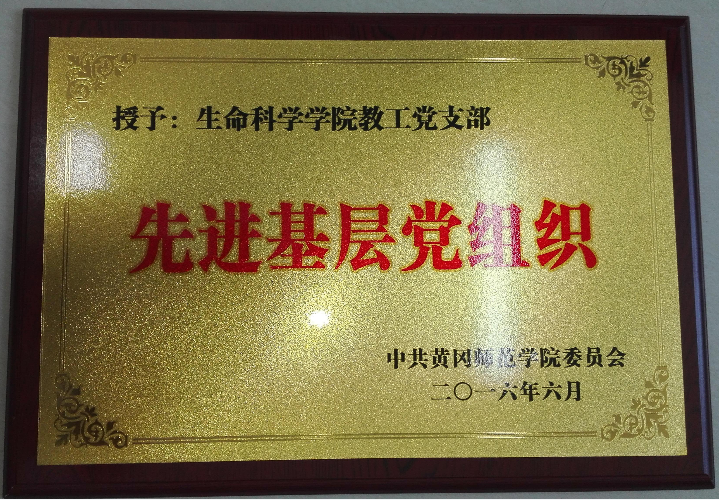 授予：生命科学学院教工党支部
先进基层党组织
中共黄冈师范学院委员会
二〇一六年六月